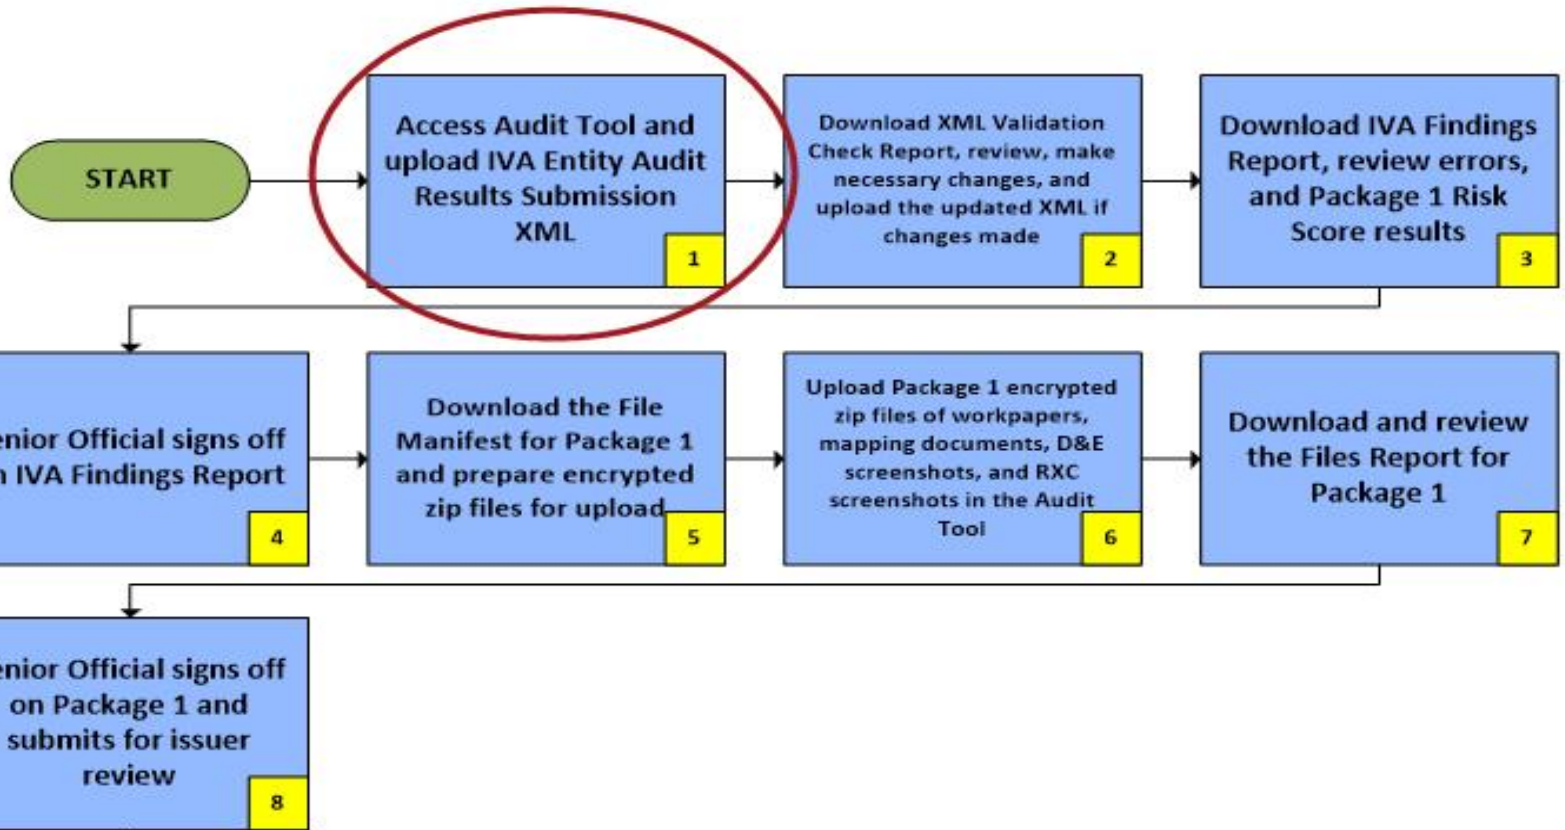 START
Access Audit Tool and
upload IVA Entity Audit
Results Submission
XML
1
Download XML Validation
Check Report, review, make
necessary changes, and
upload the updated XML if
changes made
2
Download IVA Findings
Report, review errors,
and Package 1 Risk
Score results
3
enior Official signs off
n IVA Findings Report
4
Download the File
Manifest for Package 1
and prepare encrypted
zip files for upload
5
Upload Package 1 encrypted
zip files of workpapers,
mapping documents, D&E
screenshots, and RXC
screenshots in the Audit
Tool
6
Download and review
the Files Report for
Package 1
7
enior Official signs off
on Package 1 and
submits for issuer
review
8